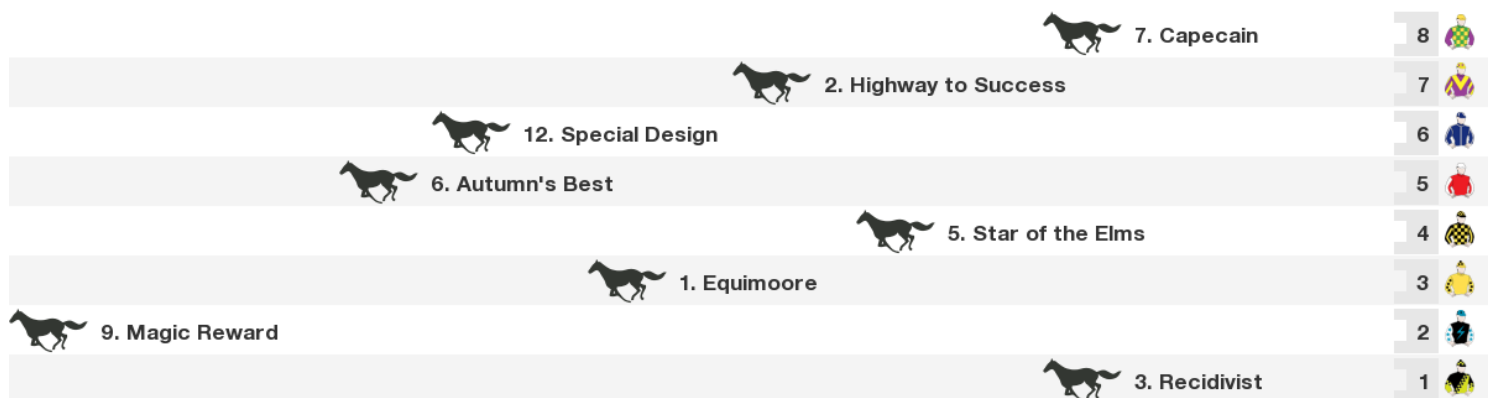 7. Capecain 8
2. Highway to Success 7
12. Special Design 6
6. Autumn's Best 5
5. Star of the Elms 4
1. Equimoore 3
9. Magic Reward 2
3. Recidivist 1